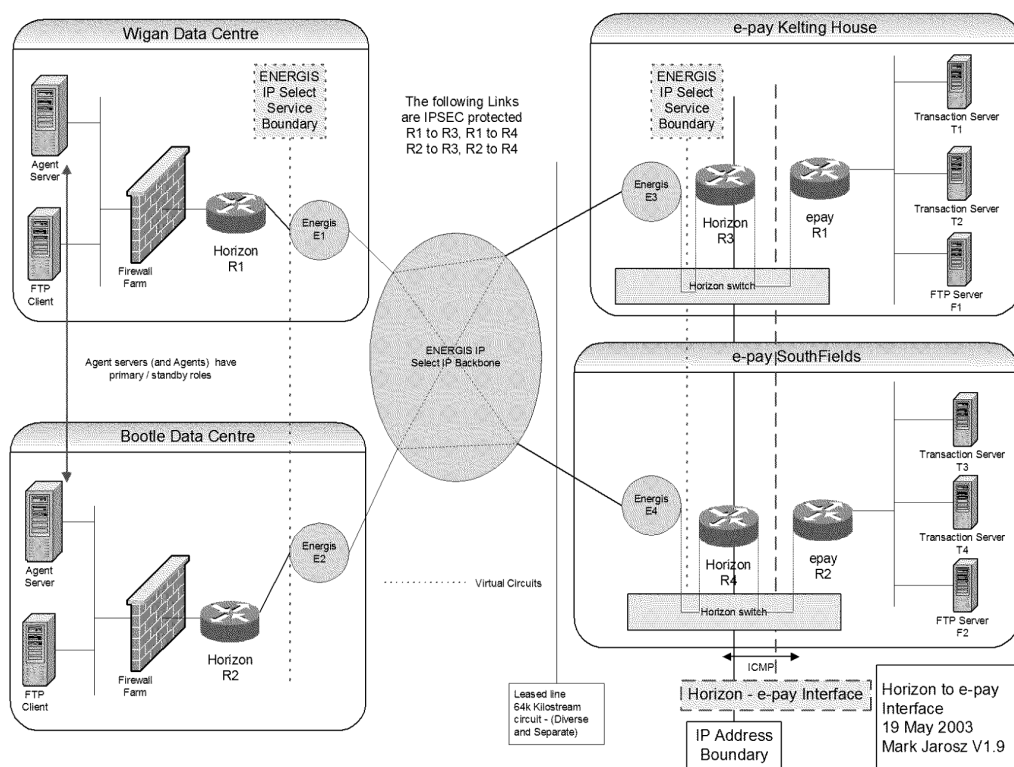 Wigan Data Centre
Agent
Server
FTP
Client
Firewall
Farm
Horizon
R1
ENERGIS
IP Select
Service
Boundary
Energis
E1
The following Links
are IPSEC protected
R1 to R3, R1 to R4
R2 to R3, R2 to R4
e-pay Kelting House
ENERGIS
IP Select
Service
Boundary
Energis
E3
Horizon
R3
epay
R1
Horizon switch
Transaction Server
T1
Transaction Server
T2
FTP Server
F1
Agent servers (and Agents) have
primary / standby roles
ENERGIS IP
Select IP Backbone
e-pay SouthFields
Energis
E4
Horizon
R4
epay
R2
Horizon switch
Transaction Server
T3
Transaction Server
T4
FTP Server
F2
Bootle Data Centre
Agent
Server
FTP
Client
Firewall
Farm
Horizon
R2
Energis
E2
Virtual Circuits
Leased line
64k Kilostream
circuit - (Diverse
and Separate)
ICMP
Horizon - e-pay Interface
IP Address
Boundary
Horizon to e-pay
Interface
19 May 2003
Mark Jarosz V1.9